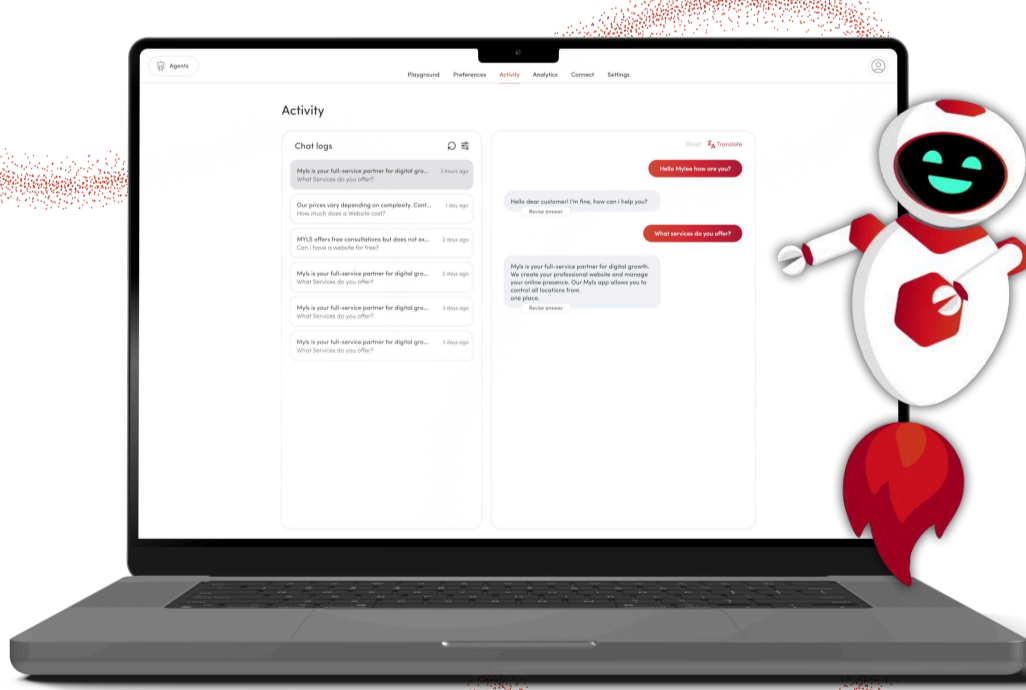 Agents
Playground Preferences Activity Analytics Connect Settings
Activity
Chat logs
Myls is your full-service partner for digital gro... 3 hours ago
What Services do you offer?
Our prices vary depending on complexity. Cont... 1 day ago
How much does a Website cost?
MYLS offers free consultations but does not ex... 2 days ago
Can i have a website for free?
Myls is your full-service partner for digital gro... 2 days ago
What Services do you offer?
Myls is your full-service partner for digital gro... 3 days ago
What Services do you offer?
Myls is your full-service partner for digital gro... 3 days ago
What Services do you offer?
Reset Translate
Hello Mylee how are you?
Hello dear customer! I'm fine, how can i help you?
Revise answer
What services do you offer?
Myls is your full-service partner for digital growth.
We create your professional website and manage
your online presence. Our Myls app allows you to
control all locations from
one place.
Revise answer